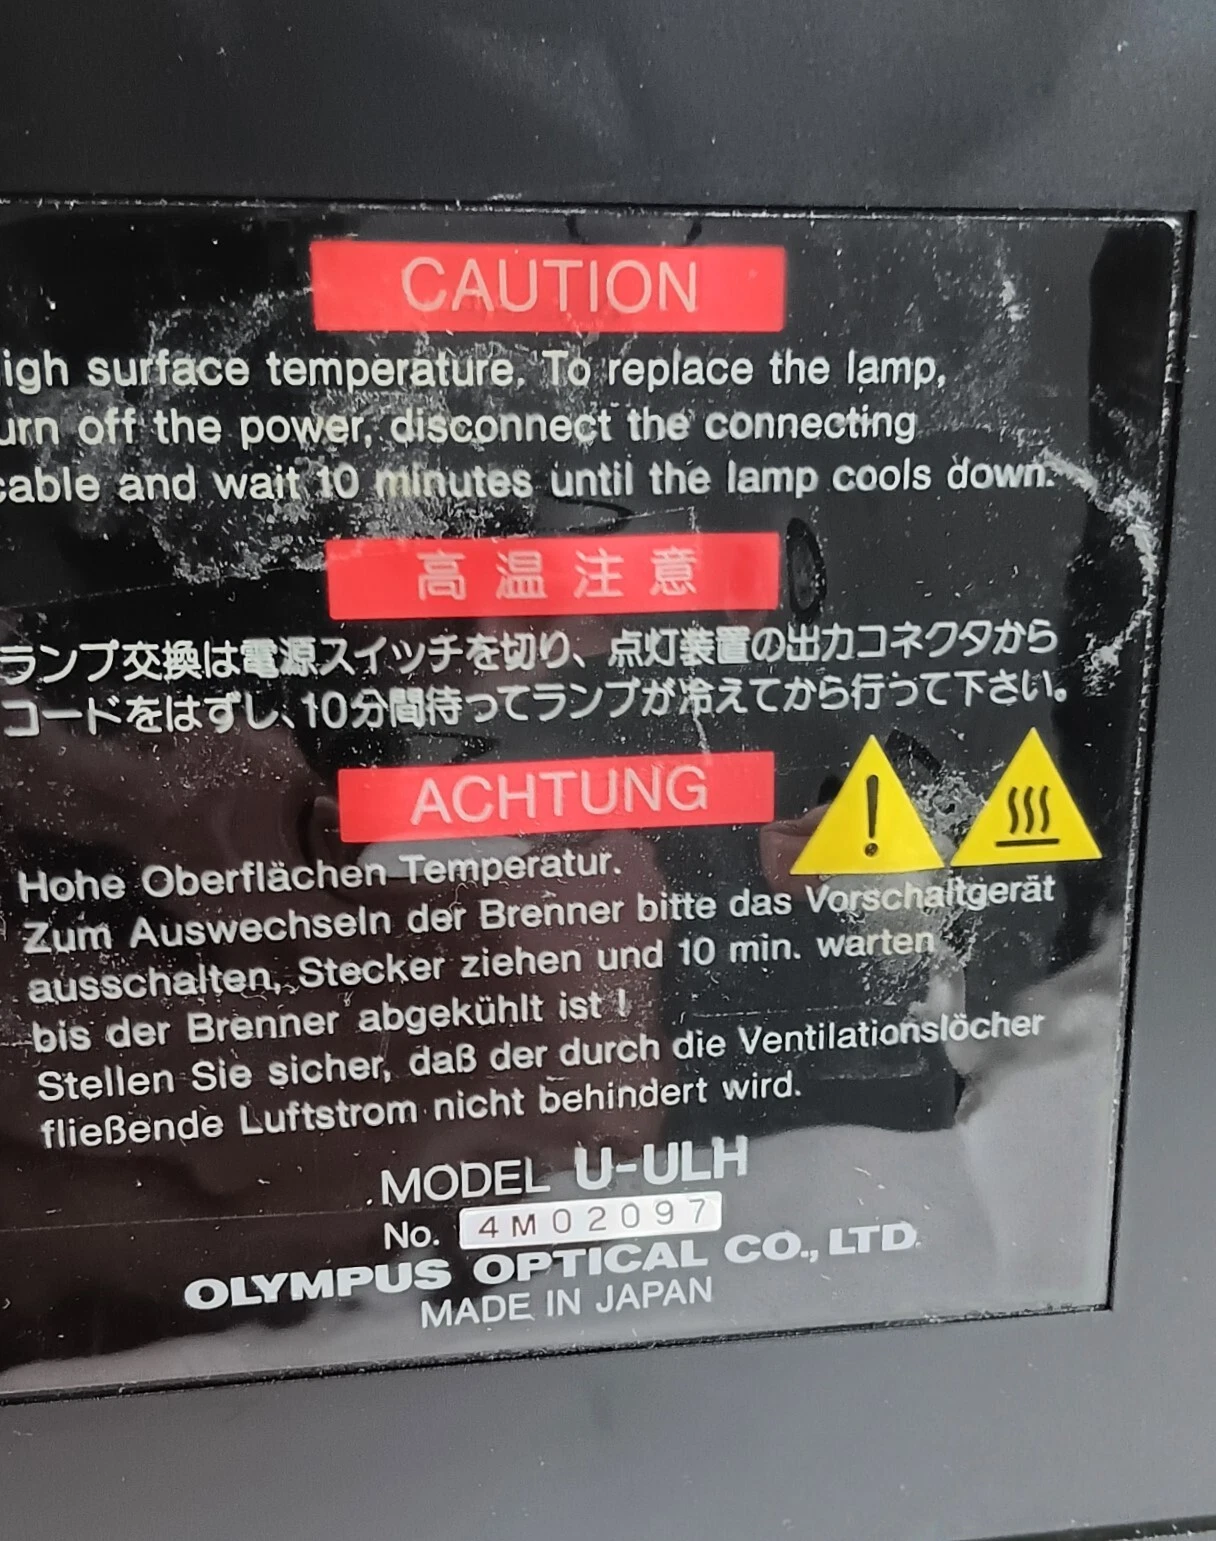 CAUTION
igh surface temperature. To replace the lamp,
urn off the power, disconnect the connecting
cable and wait 10 minutes until the lamp cools down.
高温注意
ランプ交換は電源スイッチを切り、点灯装置の出力コネクタから
コードをはずし、10分間待ってランプが冷えてから行って下さい。
ACHTUNG
Hohe Oberflächen Temperatur.
Zum Auswechseln der Brenner bitte das Vorschaltgerät
ausschalten, Stecker ziehen und 10 min. warten
bis der Brenner abgekühlt ist !
Stellen Sie sicher, daß der durch die Ventilationslöcher
fließende Luftstrom nicht behindert wird.
MODEL U-ULH
No. 4M02097
OLYMPUS OPTICAL CO., LTD.
MADE IN JAPAN